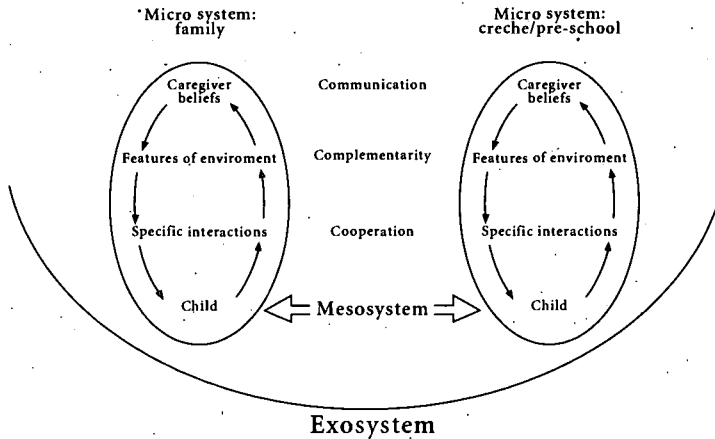 Micro system:
family
Micro system:
creche/pre-school
Caregiver
beliefs
Communication
Caregiver
beliefs
Features of enviroment
Complementarity
Features of enviroment
Specific interactions
Cooperation
Specific interactions
Child
Mesosystem
Child
Exosystem